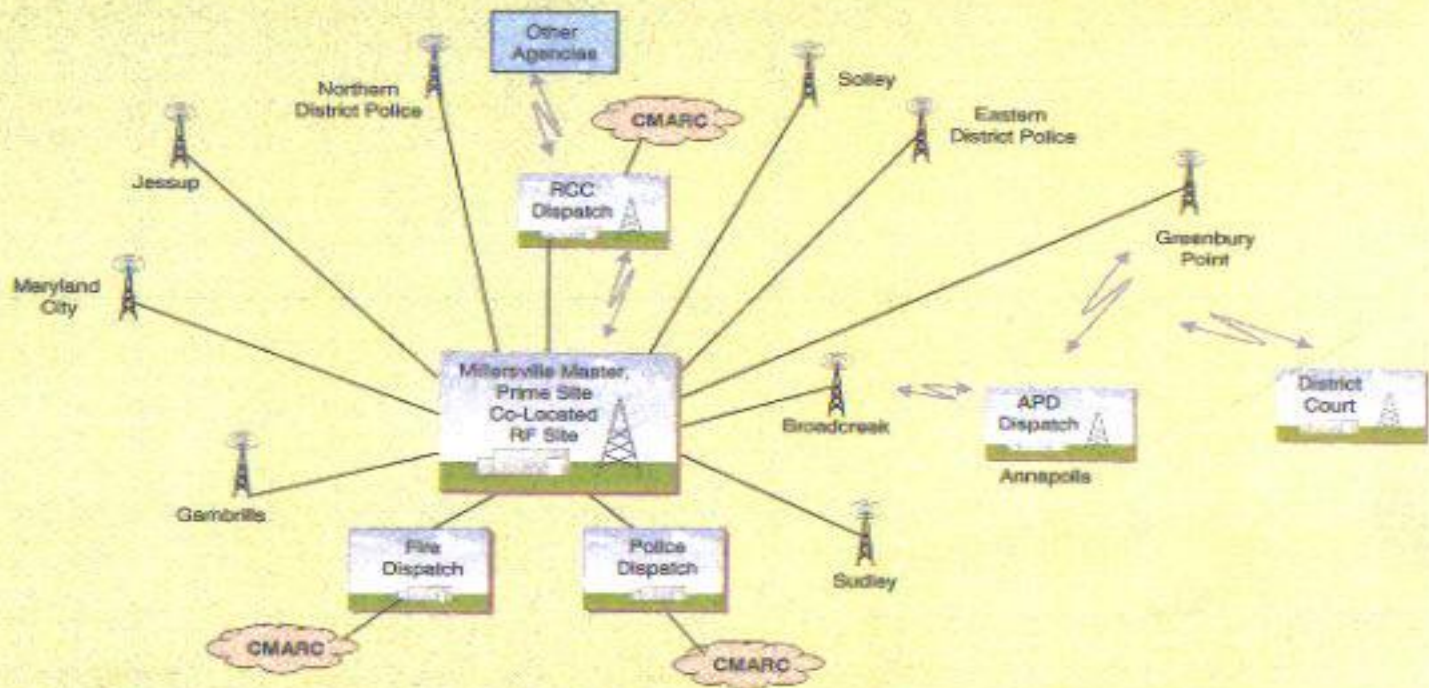 Other
Agencies
Northern
District Police
Solley
CMARC
Eastern
District Police
Jessup
RCC
Dispatch
Greenbury
Point
Maryland
City
Millersville Master,
Prime Site
Co-Located
RF Site
Broadcreek
APD
Dispatch
Annapolis
District
Court
Gambrills
Fire
Dispatch
Police
Dispatch
Sudley
CMARC
CMARC